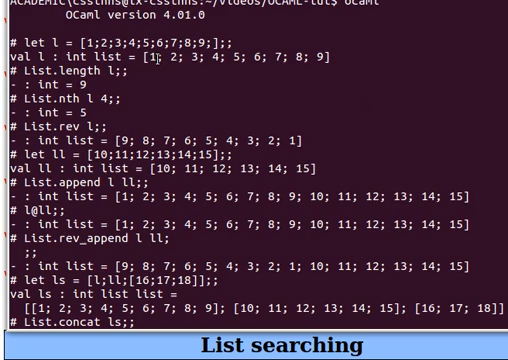 ACADEMIC\csstnns@tx-csstnns:~/Videos/OCAML-tut$ ocaml
OCaml version 4.01.0
# let l = [1;2;3;4;5;6;7;8;9;];;
val l : int list = [1; 2; 3; 4; 5; 6; 7; 8; 9]
# List.length l;;
- : int = 9
# List.nth l 4;;
- : int = 5
# List.rev l;;
- : int list = [9; 8; 7; 6; 5; 4; 3; 2; 1]
# let ll = [10;11;12;13;14;15];;
val ll : int list = [10; 11; 12; 13; 14; 15]
# List.append l ll;;
- : int list = [1; 2; 3; 4; 5; 6; 7; 8; 9; 10; 11; 12; 13; 14; 15]
# l@ll;;
- : int list = [1; 2; 3; 4; 5; 6; 7; 8; 9; 10; 11; 12; 13; 14; 15]
# List.rev_append l ll;
;;
- : int list = [9; 8; 7; 6; 5; 4; 3; 2; 1; 10; 11; 12; 13; 14; 15]
# let ls = [l;ll;[16;17;18]];;
val ls : int list list =
[[1; 2; 3; 4; 5; 6; 7; 8; 9]; [10; 11; 12; 13; 14; 15]; [16; 17; 18]]
# List.concat ls;;
List searching